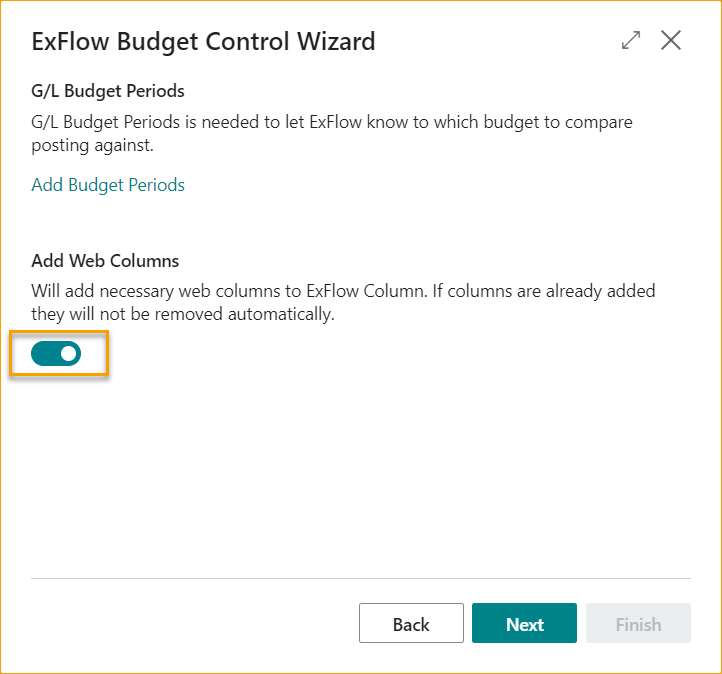 ExFlow Budget Control Wizard
G/L Budget Periods
G/L Budget Periods is needed to let ExFlow know to which budget to compare
posting against.
Add Budget Periods
Add Web Columns
Will add necessary web columns to ExFlow Column. If columns are already added
they will not be removed automatically.
Back
Next
Finish